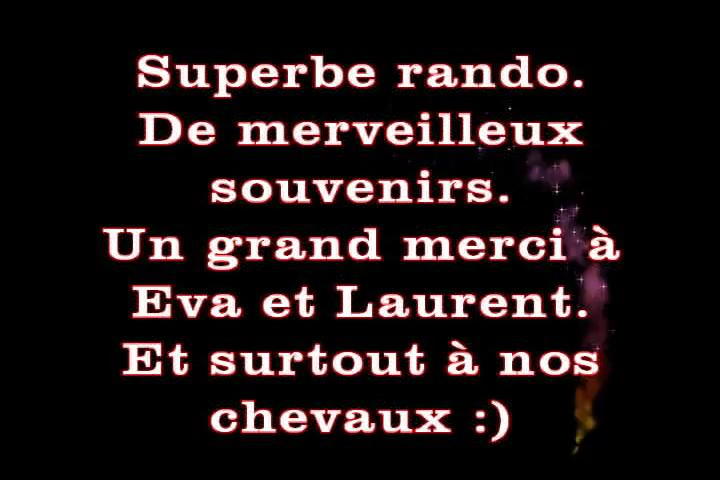 Superbe rando.
De merveilleux
souvenirs.
Un grand merci à
Eva et Laurent.
Et surtout à nos
chevaux :)